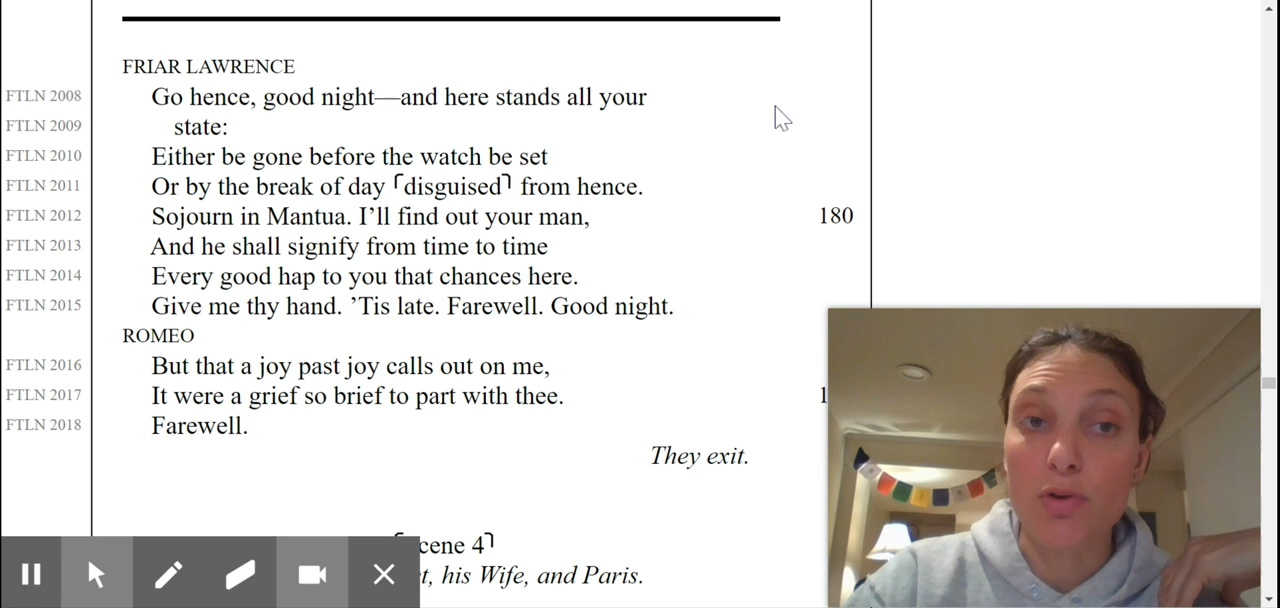 FRIAR LAWRENCE
FTLN 2008 Go hence, good night—and here stands all your
FTLN 2009 state:
FTLN 2010 Either be gone before the watch be set
FTLN 2011 Or by the break of day ⌜disguised⌝ from hence.
FTLN 2012 Sojourn in Mantua. I’ll find out your man, 180
FTLN 2013 And he shall signify from time to time
FTLN 2014 Every good hap to you that chances here.
FTLN 2015 Give me thy hand. ’Tis late. Farewell. Good night.
ROMEO
FTLN 2016 But that a joy past joy calls out on me,
FTLN 2017 It were a grief so brief to part with thee. 1
FTLN 2018 Farewell.
They exit.
cene 4⌝
t, his Wife, and Paris.